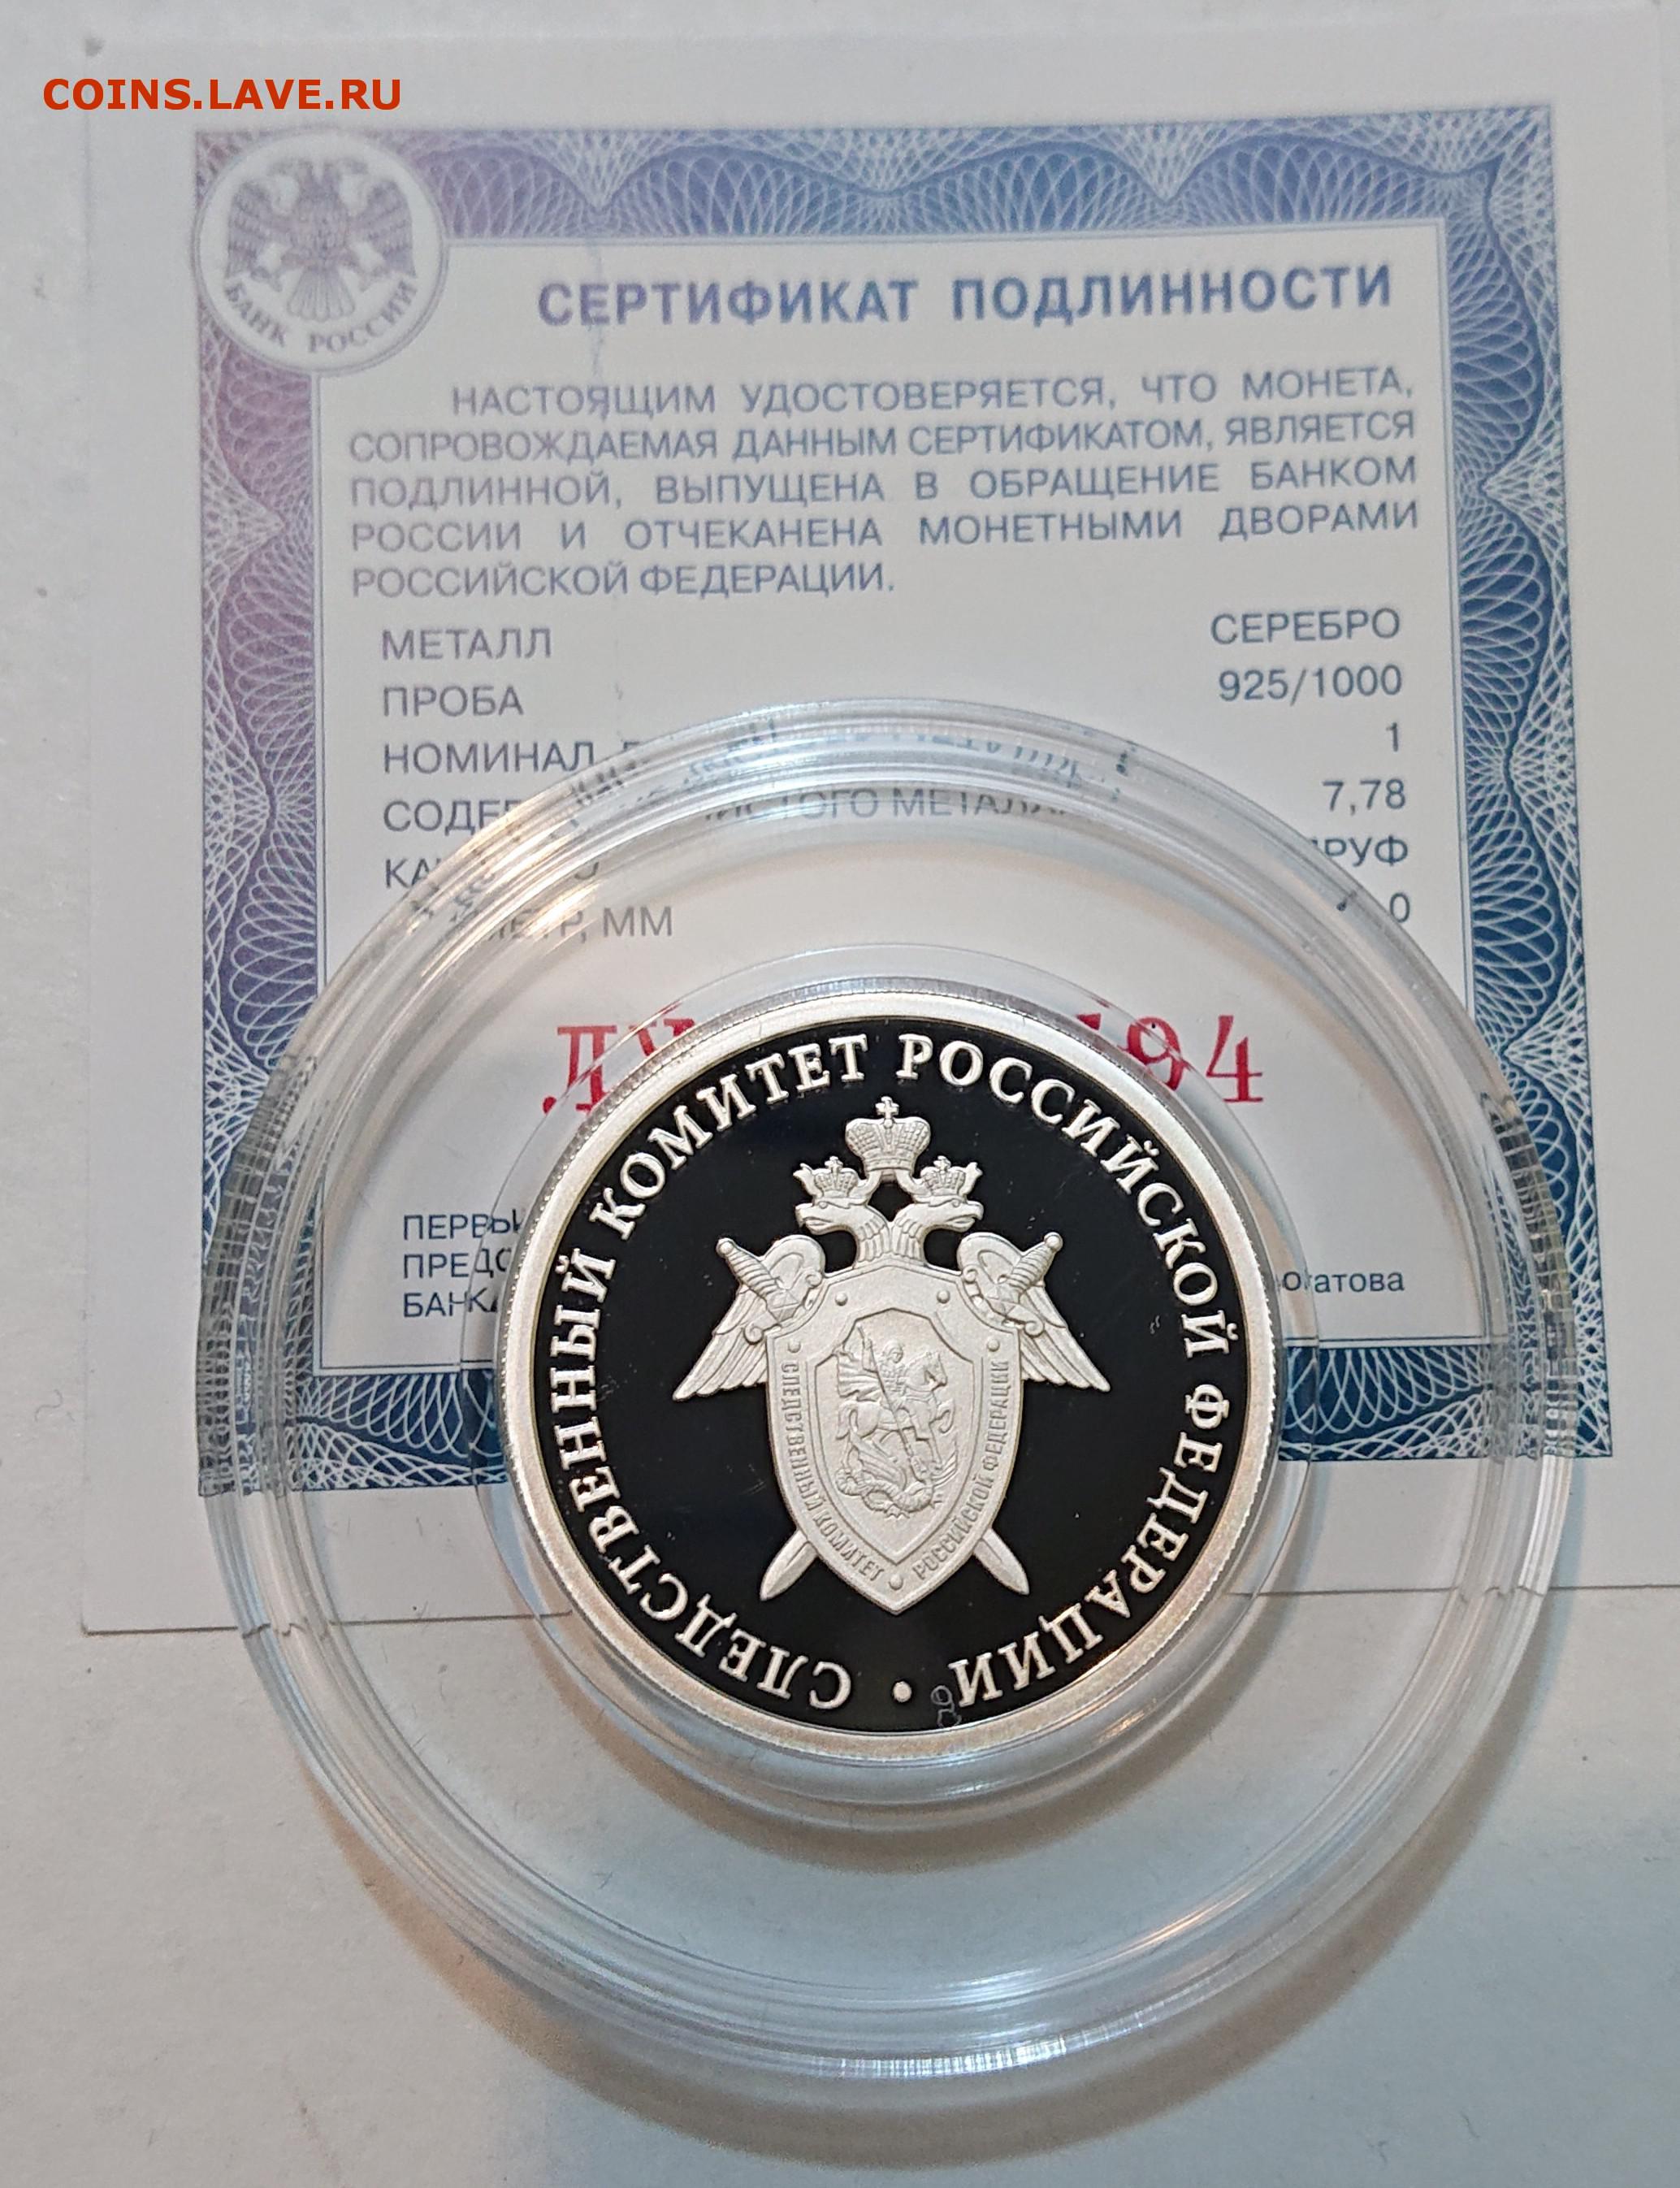 COINS.LAVE.RU
БАНК РОССИИ
СЕРТИФИКАТ ПОДЛИННОСТИ
НАСТОЯЩИМ УДОСТОВЕРЯЕТСЯ, ЧТО МОНЕТА,
СОПРОВОЖДАЕМАЯ ДАННЫМ СЕРТИФИКАТОМ, ЯВЛЯЕТСЯ
ПОДЛИННОЙ, ВЫПУЩЕНА В ОБРАЩЕНИЕ БАНКОМ
РОССИИ И ОТЧЕКАНЕНА МОНЕТНЫМИ ДВОРАМИ
РОССИЙСКОЙ ФЕДЕРАЦИИ.
МЕТАЛЛ СЕРЕБРО
ПРОБА 925/1000
НОМИНАЛ 1
7,78
ММ
СЛЕДСТВЕННЫЙ КОМИТЕТ РОССИЙСКОЙ ФЕДЕРАЦИИ •
СЛЕДСТВЕННЫЙ КОМИТЕТ
РОССИЙСКОЙ ФЕДЕРАЦИИ